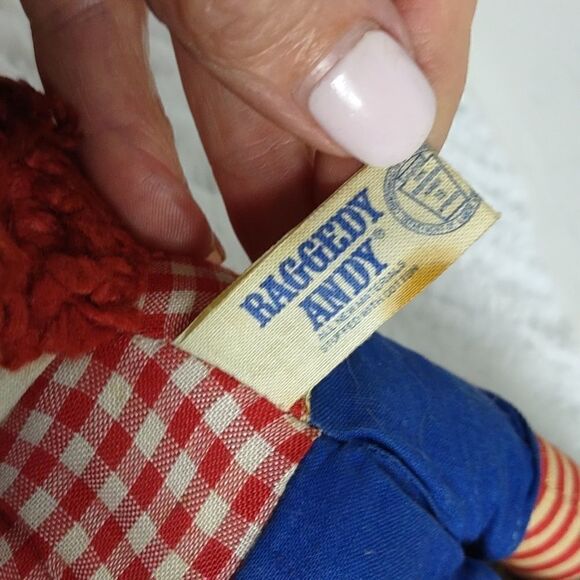 RAGGEDY
ANDY®
ALL NEW MATERIALS
STUFFED WITH COTTON